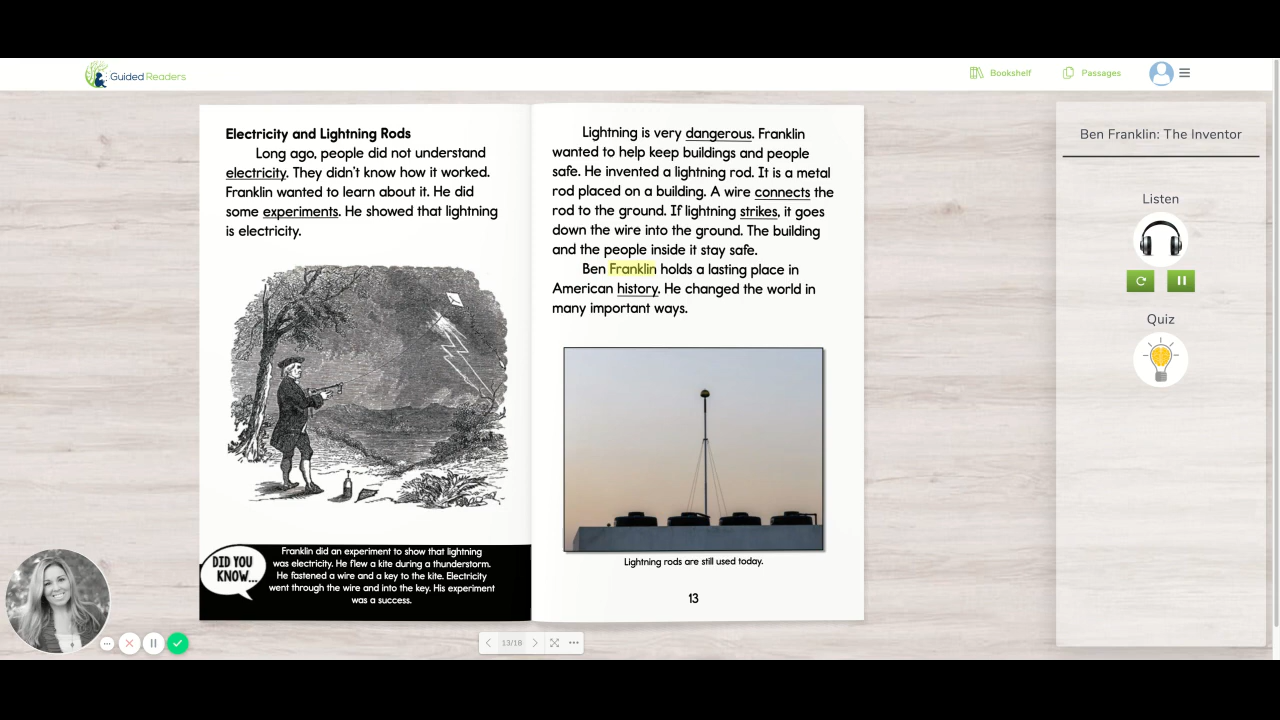 Guided Readers
Bookshelf
Passages
Electricity and Lightning Rods
Long ago, people did not understand
electricity. They didn't know how it worked.
Franklin wanted to learn about it. He did
some experiments. He showed that lightning
is electricity.
DID YOU
KNOW...
Franklin did an experiment to show that lightning
was electricity. He flew a kite during a thunderstorm.
He fastened a wire and a key to the kite. Electricity
went through the wire and into the key. His experiment
was a success.
Lightning is very dangerous. Franklin
wanted to help keep buildings and people
safe. He invented a lightning rod. It is a metal
rod placed on a building. A wire connects the
rod to the ground. If lightning strikes, it goes
down the wire into the ground. The building
and the people inside it stay safe.
Ben Franklin holds a lasting place in
American history. He changed the world in
many important ways.
Lightning rods are still used today.
13
13/18
Ben Franklin: The Inventor
Listen
Quiz